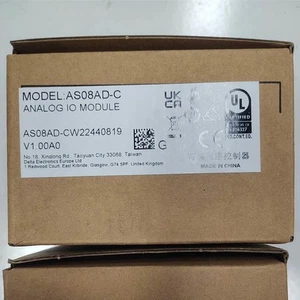 MODEL:AS08AD-C
ANALOG IO MODULE
UK
CA
UL
AS08AD-CW22440819
V1.00A0
G
No.18, Xinglong Rd., Taoyuan City 33068, Taiwan
Delta Electronics Europe Ltd
1 Redwood Court, East Kilbride, Glasgow, G74 5PF, United Kingdom
MADE IN CHINA